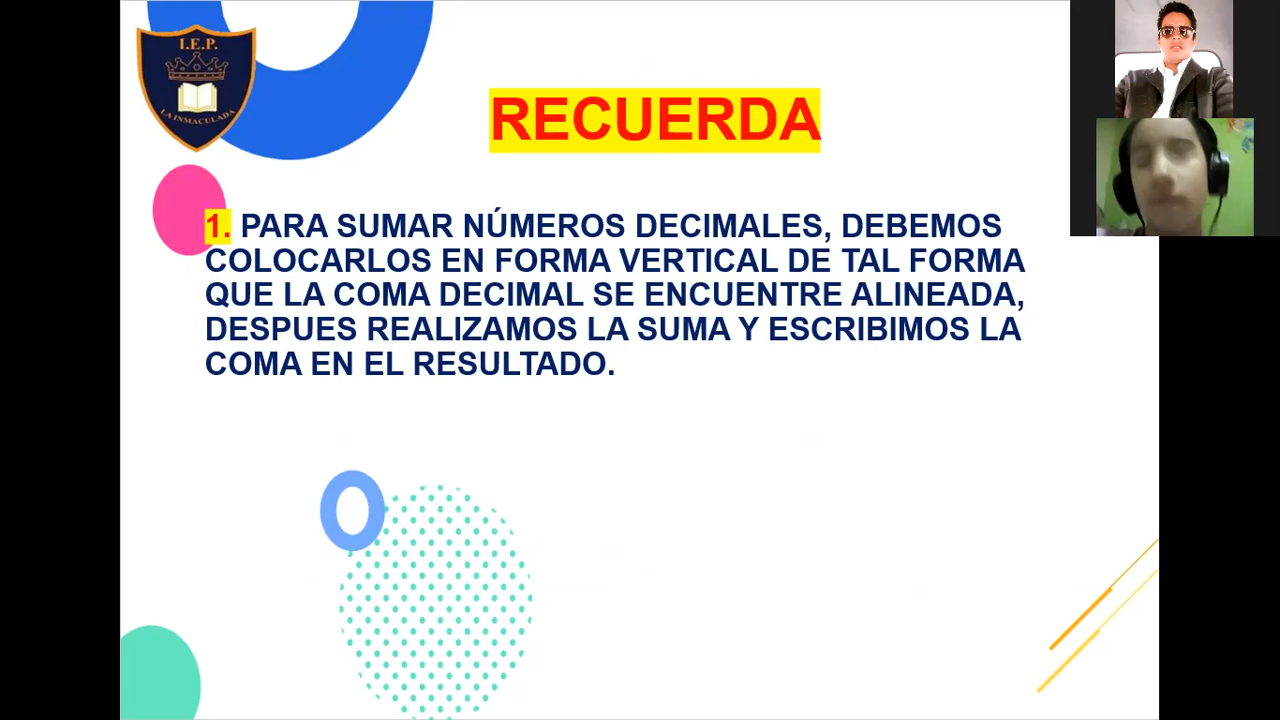 I.E.P.
LA INMACULADA
RECUERDA
1. PARA SUMAR NÚMEROS DECIMALES, DEBEMOS
COLOCARLOS EN FORMA VERTICAL DE TAL FORMA
QUE LA COMA DECIMAL SE ENCUENTRE ALINEADA,
DESPUES REALIZAMOS LA SUMA Y ESCRIBIMOS LA
COMA EN EL RESULTADO.